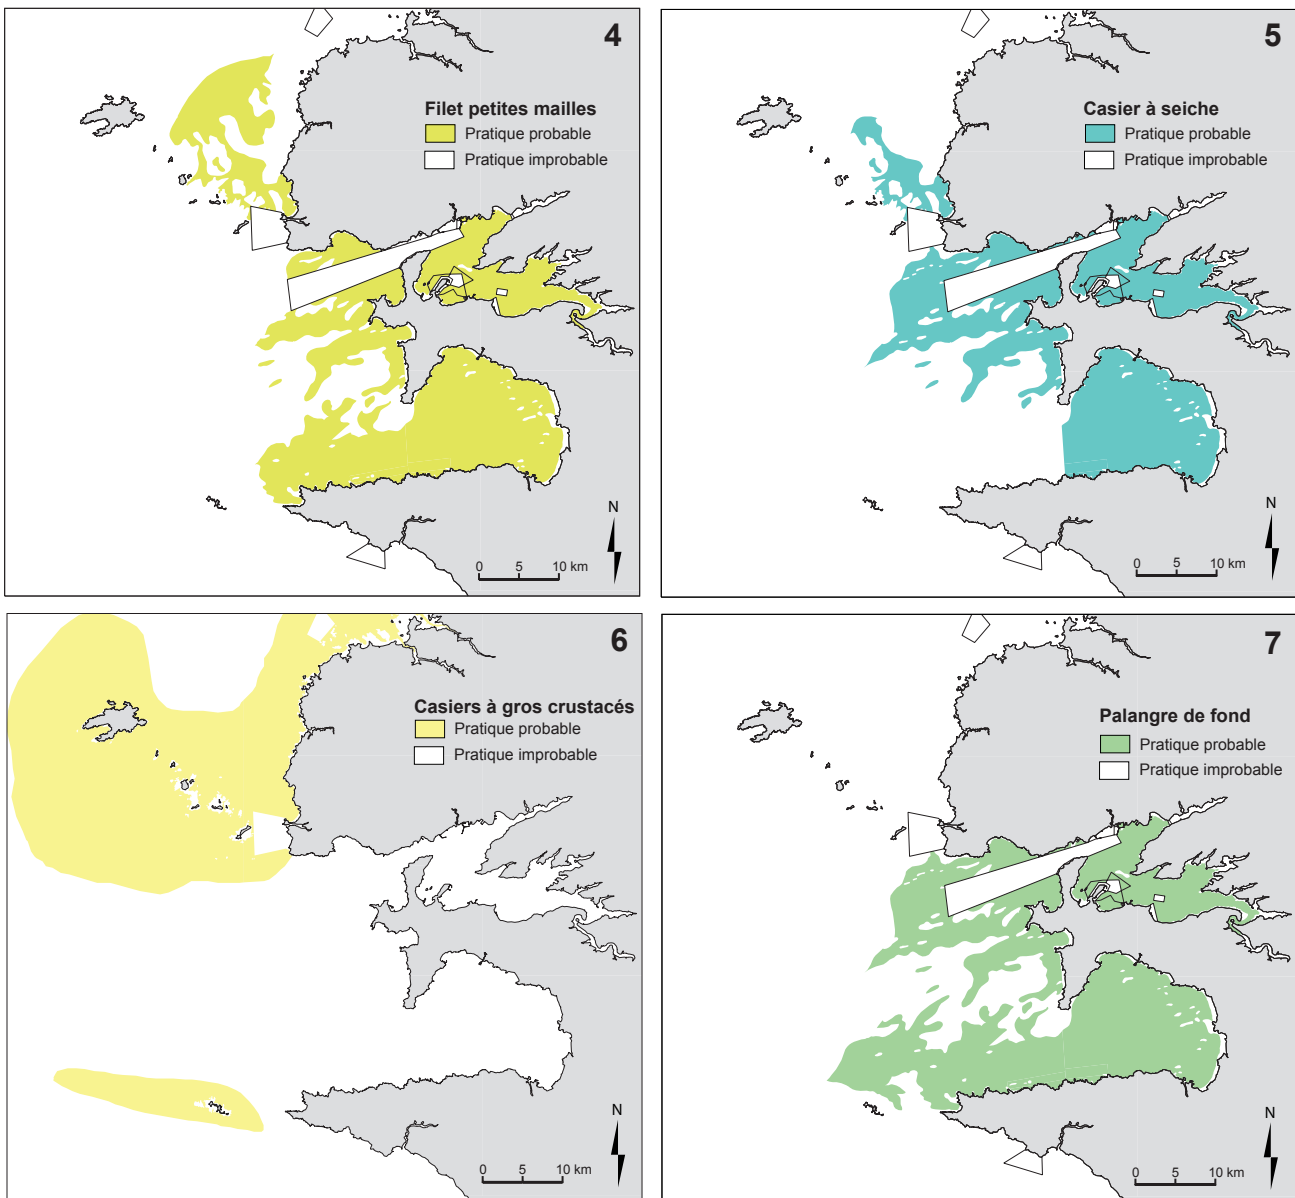 4
Filet petites mailles
Pratique probable
Pratique improbable
N
0 5 10 km
5
Casier à seiche
Pratique probable
Pratique improbable
N
0 5 10 km
6
Casiers à gros crustacés
Pratique probable
Pratique improbable
N
0 5 10 km
7
Palangre de fond
Pratique probable
Pratique improbable
N
0 5 10 km